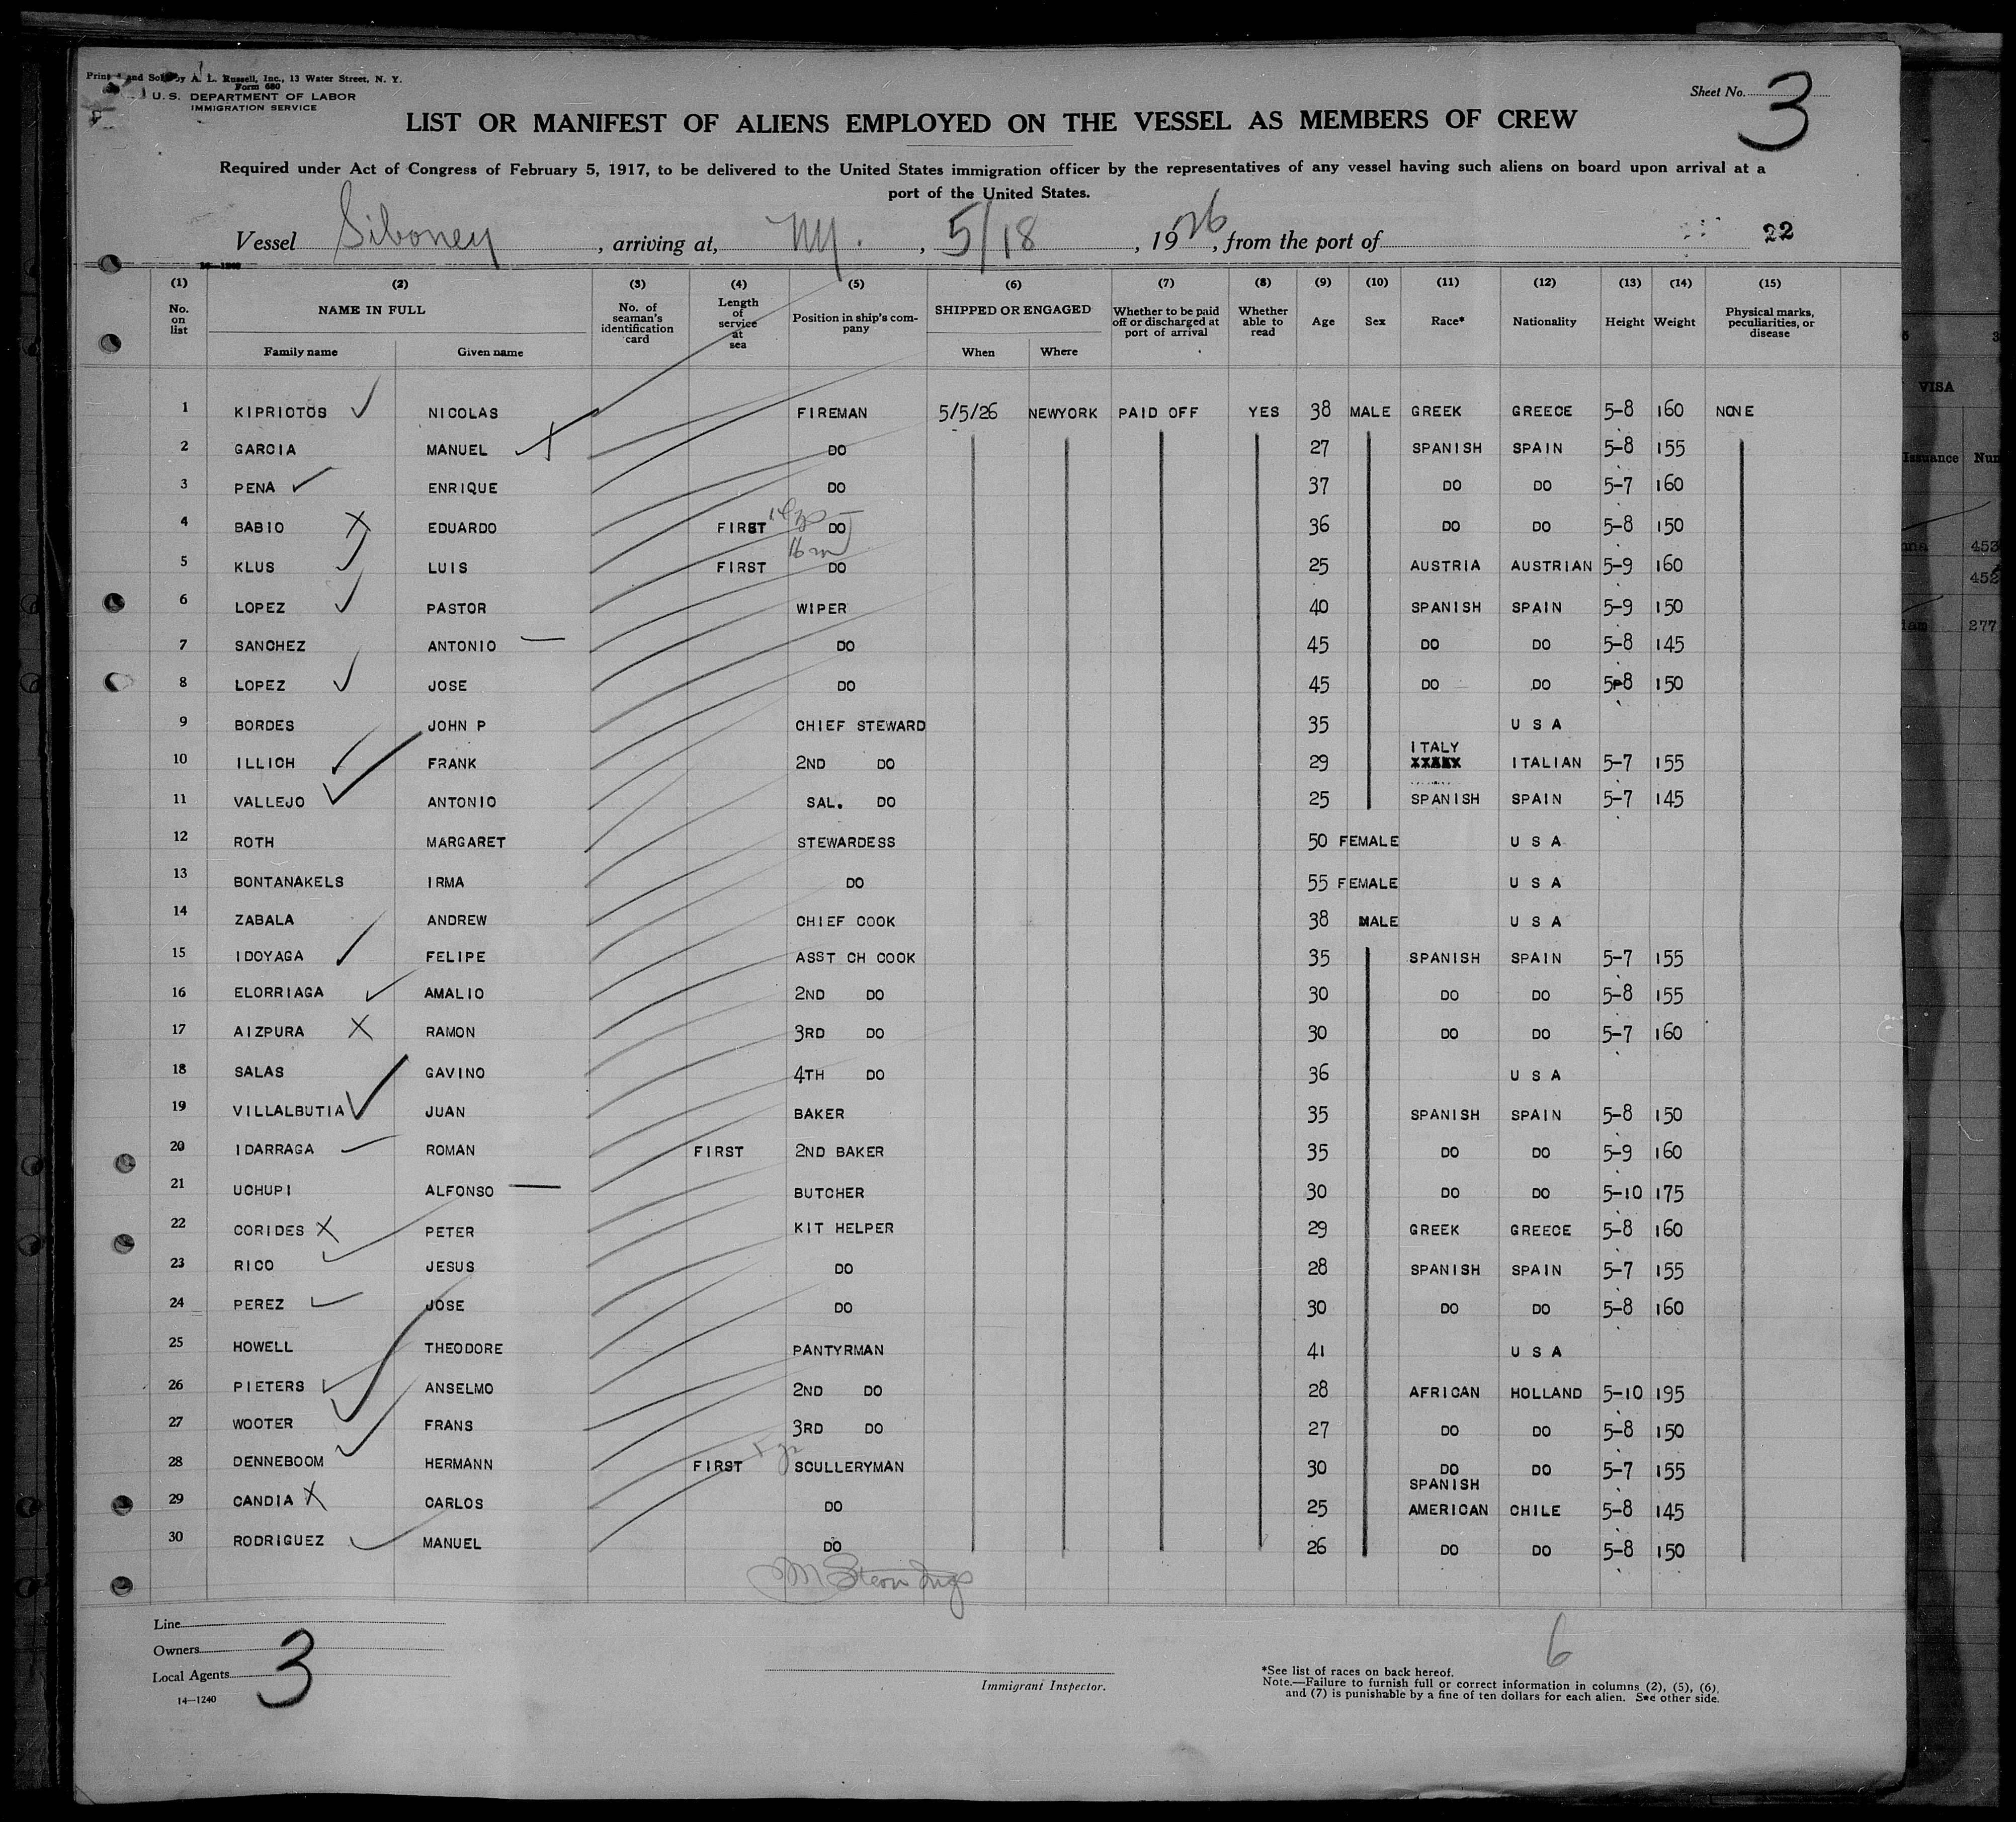 Printed and Sold by A. L. Russell, Inc., 13 Water Street, N. Y.
Form 680
U. S. DEPARTMENT OF LABOR
IMMIGRATION SERVICE
Sheet No. 3
LIST OR MANIFEST OF ALIENS EMPLOYED ON THE VESSEL AS MEMBERS OF CREW
Required under Act of Congress of February 5, 1917, to be delivered to the United States immigration officer by the representatives of any vessel having such aliens on board upon arrival at a
port of the United States.
Vessel Siboney, arriving at, NY., 5/18, 1926, from the port of 22
(1) (2) (3) (4) (5) (6) (7) (8) (9) (10) (11) (12) (13) (14) (15)
No. on list NAME IN FULL Family name Given name No. of seaman's identification card Length of service at sea Position in ship's company SHIPPED OR ENGAGED When Where Whether to be paid off or discharged at port of arrival Whether able to read Age Sex Race* Nationality Height Weight Physical marks, peculiarities, or disease
1 KIPRIOTOS NICOLAS FIREMAN 5/5/26 NEWYORK PAID OFF YES 38 MALE GREEK GREECE 5-8 160 NONE
2 GARCIA MANUEL DO 27 SPANISH SPAIN 5-8 155
3 PENA ENRIQUE DO 37 DO DO 5-7 160
4 BABIO EDUARDO FIRST DO 36 DO DO 5-8 150
5 KLUS LUIS FIRST DO 25 AUSTRIA AUSTRIAN 5-9 160
6 LOPEZ PASTOR WIPER 40 SPANISH SPAIN 5-9 150
7 SANCHEZ ANTONIO DO 45 DO DO 5-8 145
8 LOPEZ JOSE DO 45 DO DO 5-8 150
9 BORDES JOHN P CHIEF STEWARD 35 U S A
10 ILLICH FRANK 2ND DO 29 ITALY XXXXX ITALIAN 5-7 155
11 VALLEJO ANTONIO SAL. DO 25 SPANISH SPAIN 5-7 145
12 ROTH MARGARET STEWARDESS 50 FEMALE U S A
13 BONTANAKELS IRMA DO 55 FEMALE U S A
14 ZABALA ANDREW CHIEF COOK 38 MALE U S A
15 IDOYAGA FELIPE ASST CH COOK 35 SPANISH SPAIN 5-7 155
16 ELORRIAGA AMALIO 2ND DO 30 DO DO 5-8 155
17 AIZPURA RAMON 3RD DO 30 DO DO 5-7 160
18 SALAS GAVINO 4TH DO 36 U S A
19 VILLALBUTIA JUAN BAKER 35 SPANISH SPAIN 5-8 150
20 IDARRAGA ROMAN FIRST 2ND BAKER 35 DO DO 5-9 160
21 UCHUPI ALFONSO BUTCHER 30 DO DO 5-10 175
22 CORIDES PETER KIT HELPER 29 GREEK GREECE 5-8 160
23 RICO JESUS DO 28 SPANISH SPAIN 5-7 155
24 PEREZ JOSE DO 30 DO DO 5-8 160
25 HOWELL THEODORE PANTYRMAN 41 U S A
26 PIETERS ANSELMO 2ND DO 28 AFRICAN HOLLAND 5-10 195
27 WOOTER FRANS 3RD DO 27 DO DO 5-8 150
28 DENNEBOOM HERMANN FIRST SCULLERYMAN 30 DO DO 5-7 155
29 CANDIA CARLOS DO 25 SPANISH AMERICAN CHILE 5-8 145
30 RODRIGUEZ MANUEL DO 26 DO DO 5-8 150
Line
Owners
Local Agents
3
14—1240
Immigrant Inspector.
6
*See list of races on back hereof.
Note.—Failure to furnish full or correct information in columns (2), (5), (6),
and (7) is punishable by a fine of ten dollars for each alien. See other side.
VISA
Issuance
453
452
277